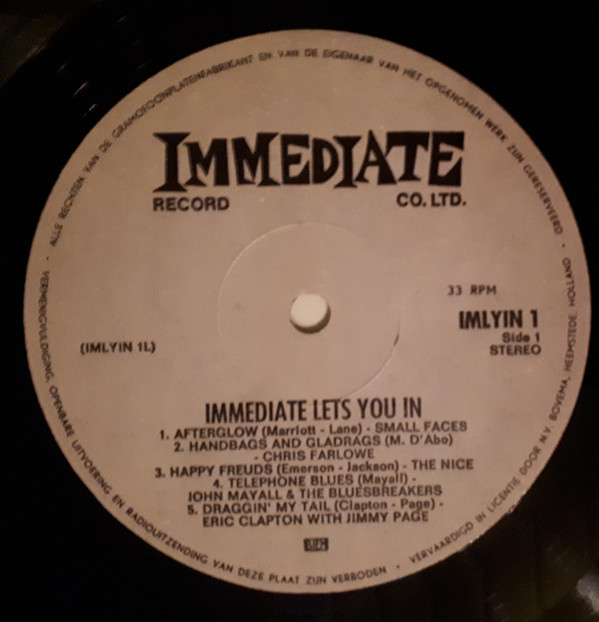 ALLE RECHTEN VAN DE GRAMOFOONPLATENFABRIKANT EN VAN DE EIGENAAR VAN HET OPGENOMEN WERK ZIJN GERESERVEERD ·
IMMEDIATE
RECORD CO. LTD.
33 RPM
IMLYIN 1
Side 1
STEREO
(IMLYIN 1L)
IMMEDIATE LETS YOU IN
1. AFTERGLOW (Marriott - Lane) - SMALL FACES
2. HANDBAGS AND GLADRAGS (M. D'Abo)
- CHRIS FARLOWE
3. HAPPY FREUDS (Emerson - Jackson) - THE NICE
4. TELEPHONE BLUES (Mayall) -
JOHN MAYALL & THE BLUESBREAKERS
5. DRAGGIN' MY TAIL (Clapton - Page) -
ERIC CLAPTON WITH JIMMY PAGE
VERMENIGVULDIGING, OPENBARE UITVOERING EN RADIOUITZENDING VAN DEZE PLAAT ZIJN VERBODEN ·
VERVAARDIGD IN LICENTIE DOOR N.V. BOVEMA, HEEMSTEDE, HOLLAND ·